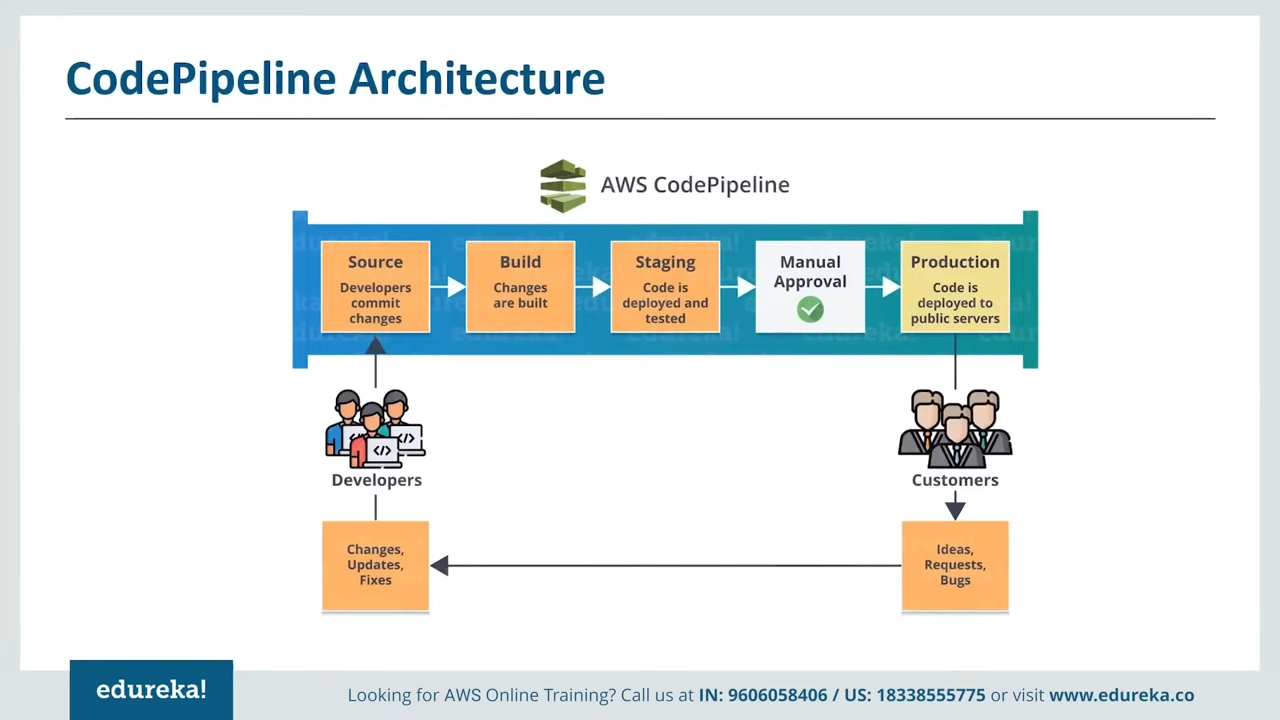 CodePipeline Architecture
AWS CodePipeline
Source
Developers
commit
changes
Build
Changes
are built
Staging
Code is
deployed and
tested
Manual
Approval
Production
Code is
deployed to
public servers
</>
</>
</>
Developers
Customers
Changes,
Updates,
Fixes
Ideas,
Requests,
Bugs
edureka!
Looking for AWS Online Training? Call us at IN: 9606058406 / US: 18338555775 or visit www.edureka.co